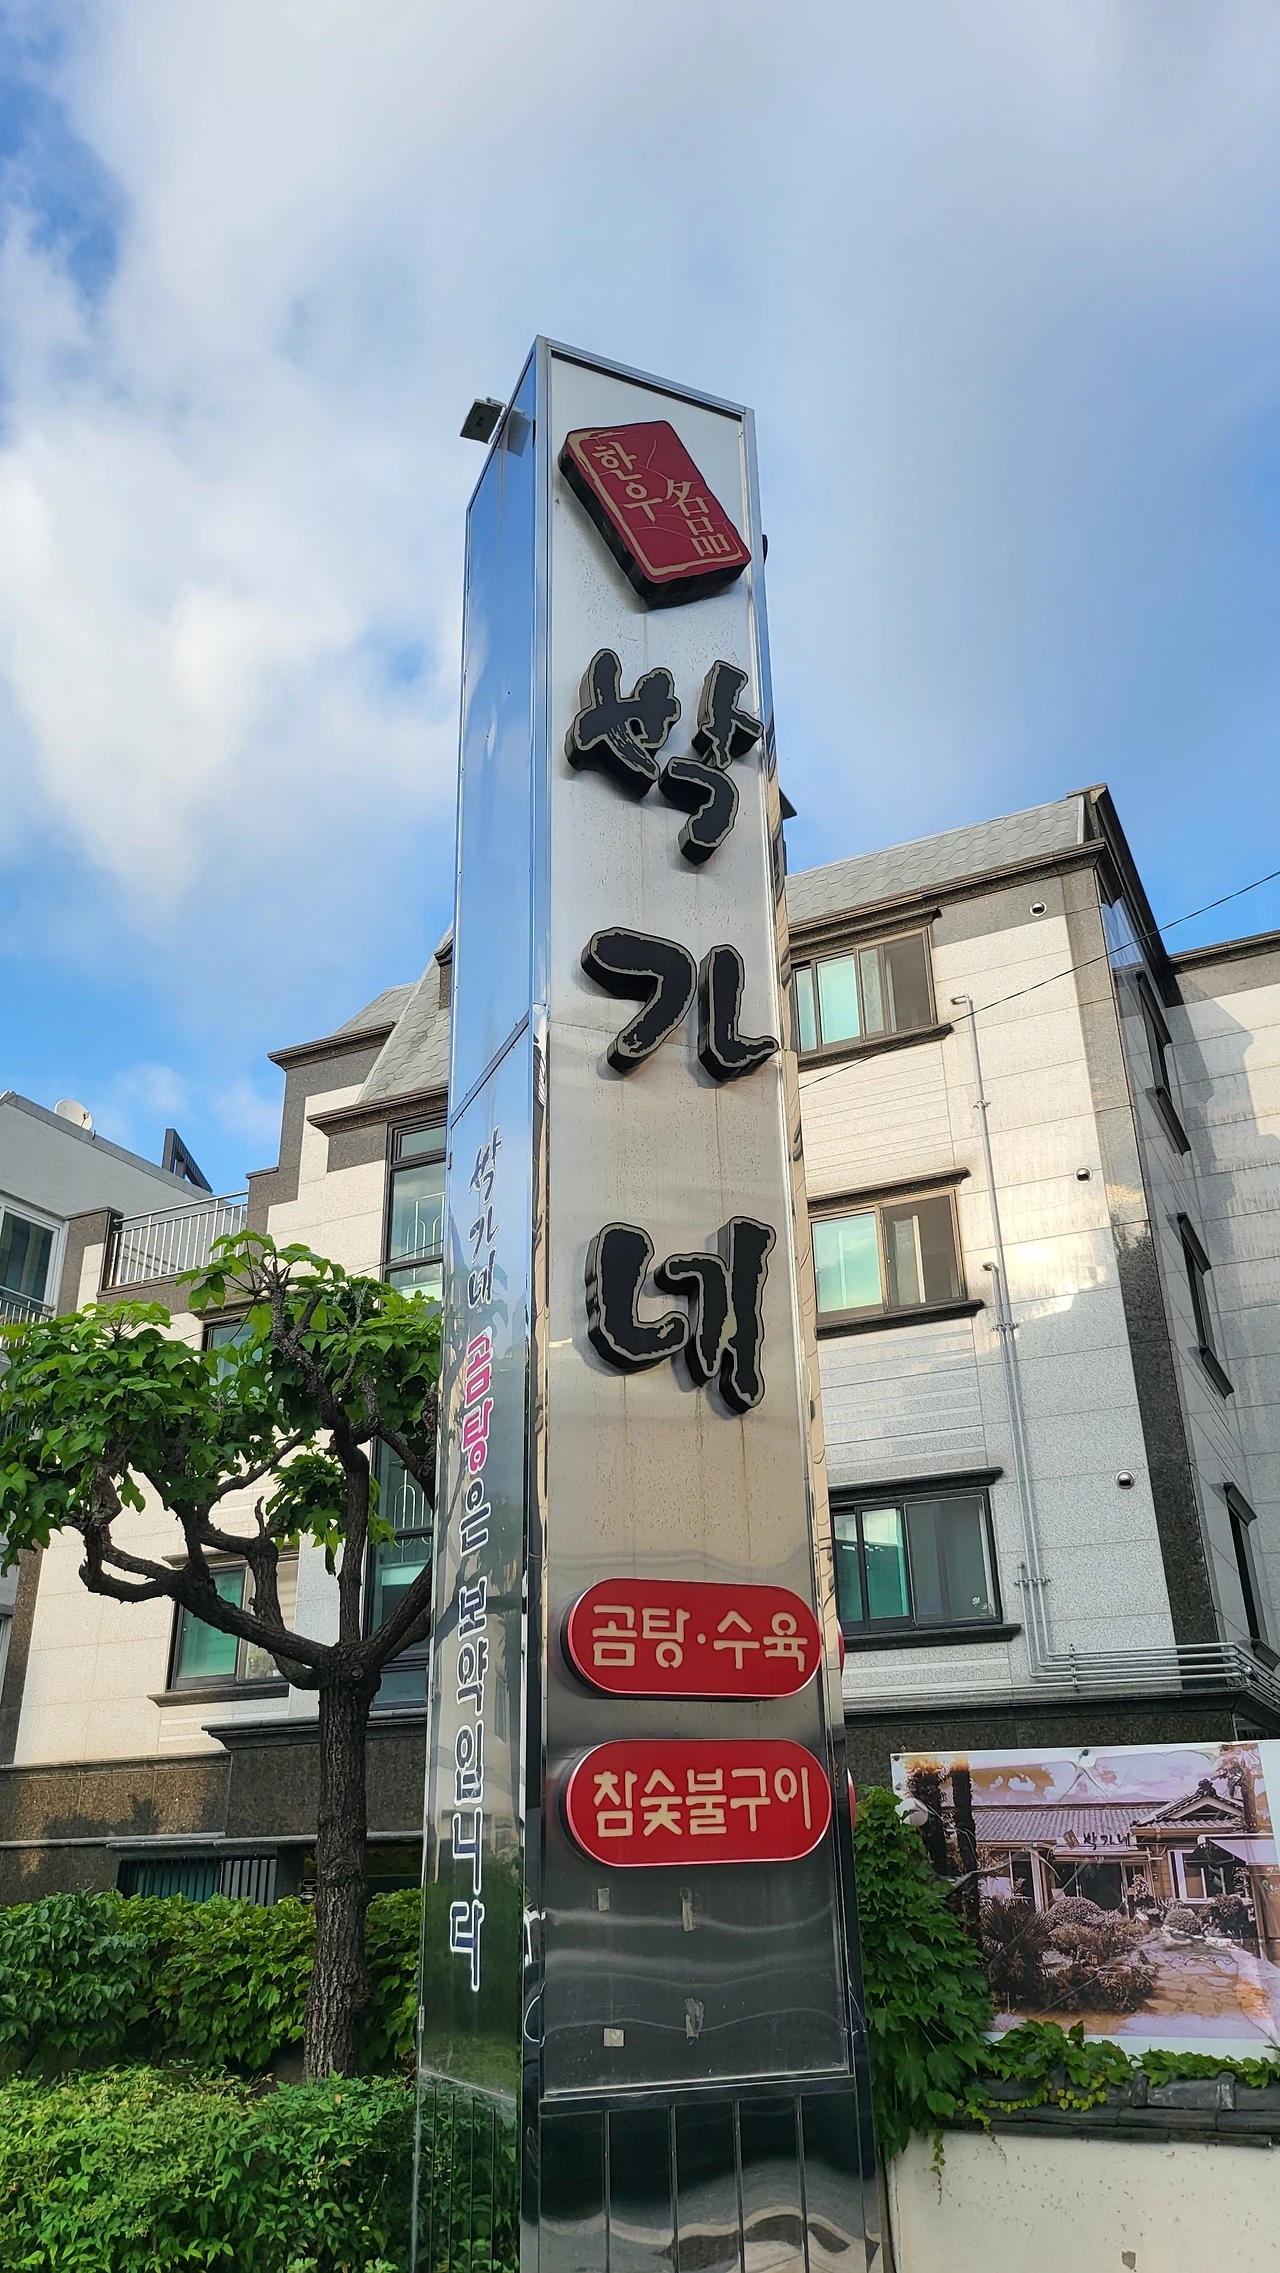 한우
名品
박가네
곰탕·수육
참숯불구이
박가네 곰탕은 보약입니다
박가네